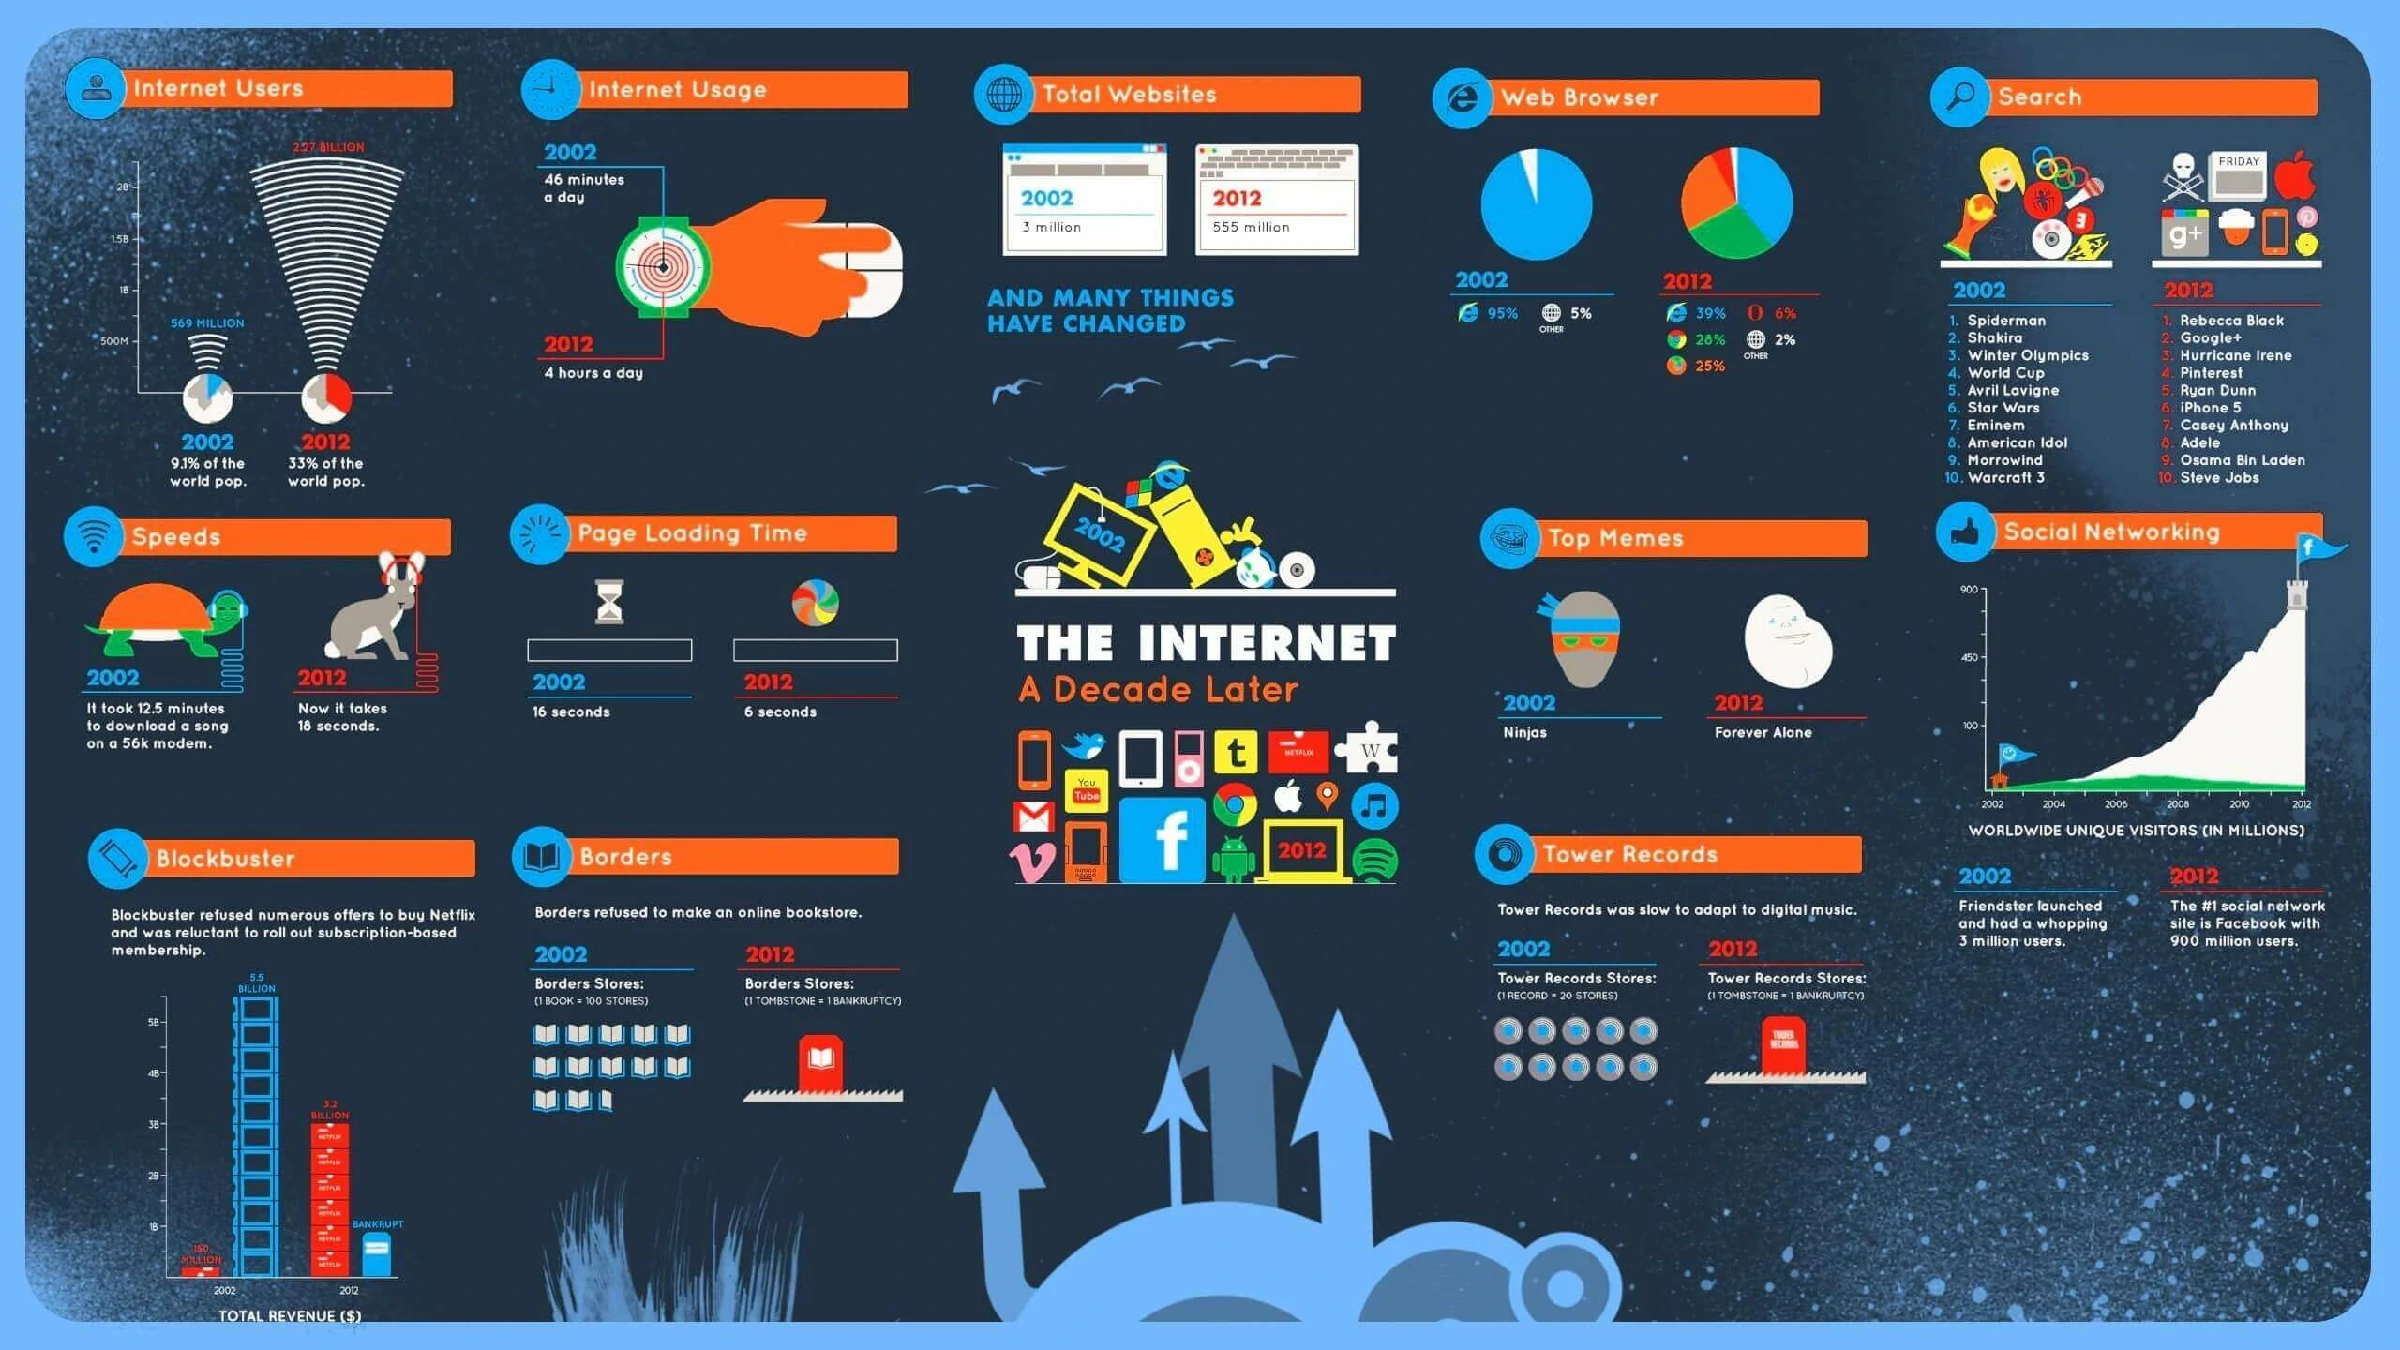 Internet Users
2.27 BILLION
2B
1.5B
1B
569 MILLION
500M
2002
9.1% of the
world pop.
2012
33% of the
world pop.
Internet Usage
2002
46 minutes
a day
2012
4 hours a day
Total Websites
2002
3 million
2012
555 million
AND MANY THINGS
HAVE CHANGED
Web Browser
2002
95%
5%
OTHER
2012
39%
6%
28%
2%
OTHER
25%
Search
FRIDAY
g+
2002
1. Spiderman
2. Shakira
3. Winter Olympics
4. World Cup
5. Avril Lavigne
6. Star Wars
7. Eminem
8. American Idol
9. Morrowind
10. Warcraft 3
2012
1. Rebecca Black
2. Google+
3. Hurricane Irene
4. Pinterest
5. Ryan Dunn
6. iPhone 5
7. Casey Anthony
8. Adele
9. Osama Bin Laden
10. Steve Jobs
Speeds
2002
It took 12.5 minutes
to download a song
on a 56k modem.
2012
Now it takes
18 seconds.
Page Loading Time
2002
16 seconds
2012
6 seconds
2002
THE INTERNET
A Decade Later
t
NETFLIX
W
You
Tube
f
2012
Top Memes
2002
Ninjas
2012
Forever Alone
Social Networking
f
900
450
100
2002
2004
2006
2008
2010
2012
WORLDWIDE UNIQUE VISITORS (IN MILLIONS)
2002
Friendster launched
and had a whopping
3 million users.
2012
The #1 social network
site is Facebook with
900 million users.
Blockbuster
Blockbuster refused numerous offers to buy Netflix
and was reluctant to roll out subscription-based
membership.
5.5
BILLION
5B
4B
3B
2B
1B
150
MILLION
3.2
BILLION
NETFLIX
NETFLIX
NETFLIX
NETFLIX
NETFLIX
NETFLIX
BANKRUPT
2002
2012
TOTAL REVENUE ($)
Borders
Borders refused to make an online bookstore.
2002
Borders Stores:
(1 BOOK = 100 STORES)
2012
Borders Stores:
(1 TOMBSTONE = 1 BANKRUPTCY)
Tower Records
Tower Records was slow to adapt to digital music.
2002
Tower Records Stores:
(1 RECORD = 20 STORES)
2012
Tower Records Stores:
(1 TOMBSTONE = 1 BANKRUPTCY)
TOWER
RECORDS